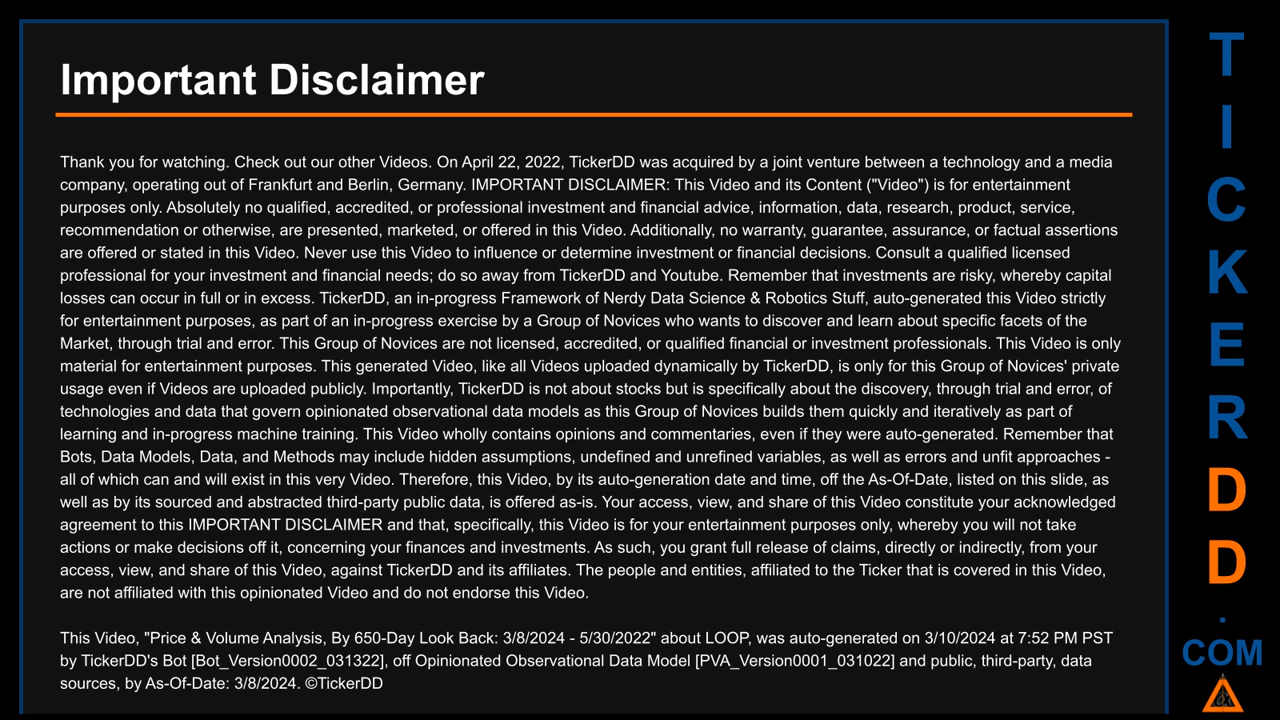 Important Disclaimer
Thank you for watching. Check out our other Videos. On April 22, 2022, TickerDD was acquired by a joint venture between a technology and a media
company, operating out of Frankfurt and Berlin, Germany. IMPORTANT DISCLAIMER: This Video and its Content ("Video") is for entertainment
purposes only. Absolutely no qualified, accredited, or professional investment and financial advice, information, data, research, product, service,
recommendation or otherwise, are presented, marketed, or offered in this Video. Additionally, no warranty, guarantee, assurance, or factual assertions
are offered or stated in this Video. Never use this Video to influence or determine investment or financial decisions. Consult a qualified licensed
professional for your investment and financial needs; do so away from TickerDD and Youtube. Remember that investments are risky, whereby capital
losses can occur in full or in excess. TickerDD, an in-progress Framework of Nerdy Data Science & Robotics Stuff, auto-generated this Video strictly
for entertainment purposes, as part of an in-progress exercise by a Group of Novices who wants to discover and learn about specific facets of the
Market, through trial and error. This Group of Novices are not licensed, accredited, or qualified financial or investment professionals. This Video is only
material for entertainment purposes. This generated Video, like all Videos uploaded dynamically by TickerDD, is only for this Group of Novices' private
usage even if Videos are uploaded publicly. Importantly, TickerDD is not about stocks but is specifically about the discovery, through trial and error, of
technologies and data that govern opinionated observational data models as this Group of Novices builds them quickly and iteratively as part of
learning and in-progress machine training. This Video wholly contains opinions and commentaries, even if they were auto-generated. Remember that
Bots, Data Models, Data, and Methods may include hidden assumptions, undefined and unrefined variables, as well as errors and unfit approaches -
all of which can and will exist in this very Video. Therefore, this Video, by its auto-generation date and time, off the As-Of-Date, listed on this slide, as
well as by its sourced and abstracted third-party public data, is offered as-is. Your access, view, and share of this Video constitute your acknowledged
agreement to this IMPORTANT DISCLAIMER and that, specifically, this Video is for your entertainment purposes only, whereby you will not take
actions or make decisions off it, concerning your finances and investments. As such, you grant full release of claims, directly or indirectly, from your
access, view, and share of this Video, against TickerDD and its affiliates. The people and entities, affiliated to the Ticker that is covered in this Video,
are not affiliated with this opinionated Video and do not endorse this Video.
This Video, "Price & Volume Analysis, By 650-Day Look Back: 3/8/2024 - 5/30/2022" about LOOP, was auto-generated on 3/10/2024 at 7:52 PM PST
by TickerDD's Bot [Bot_Version0002_031322], off Opinionated Observational Data Model [PVA_Version0001_031022] and public, third-party, data
sources, by As-Of-Date: 3/8/2024. ©TickerDD
T
I
C
K
E
R
D
D
.
COM